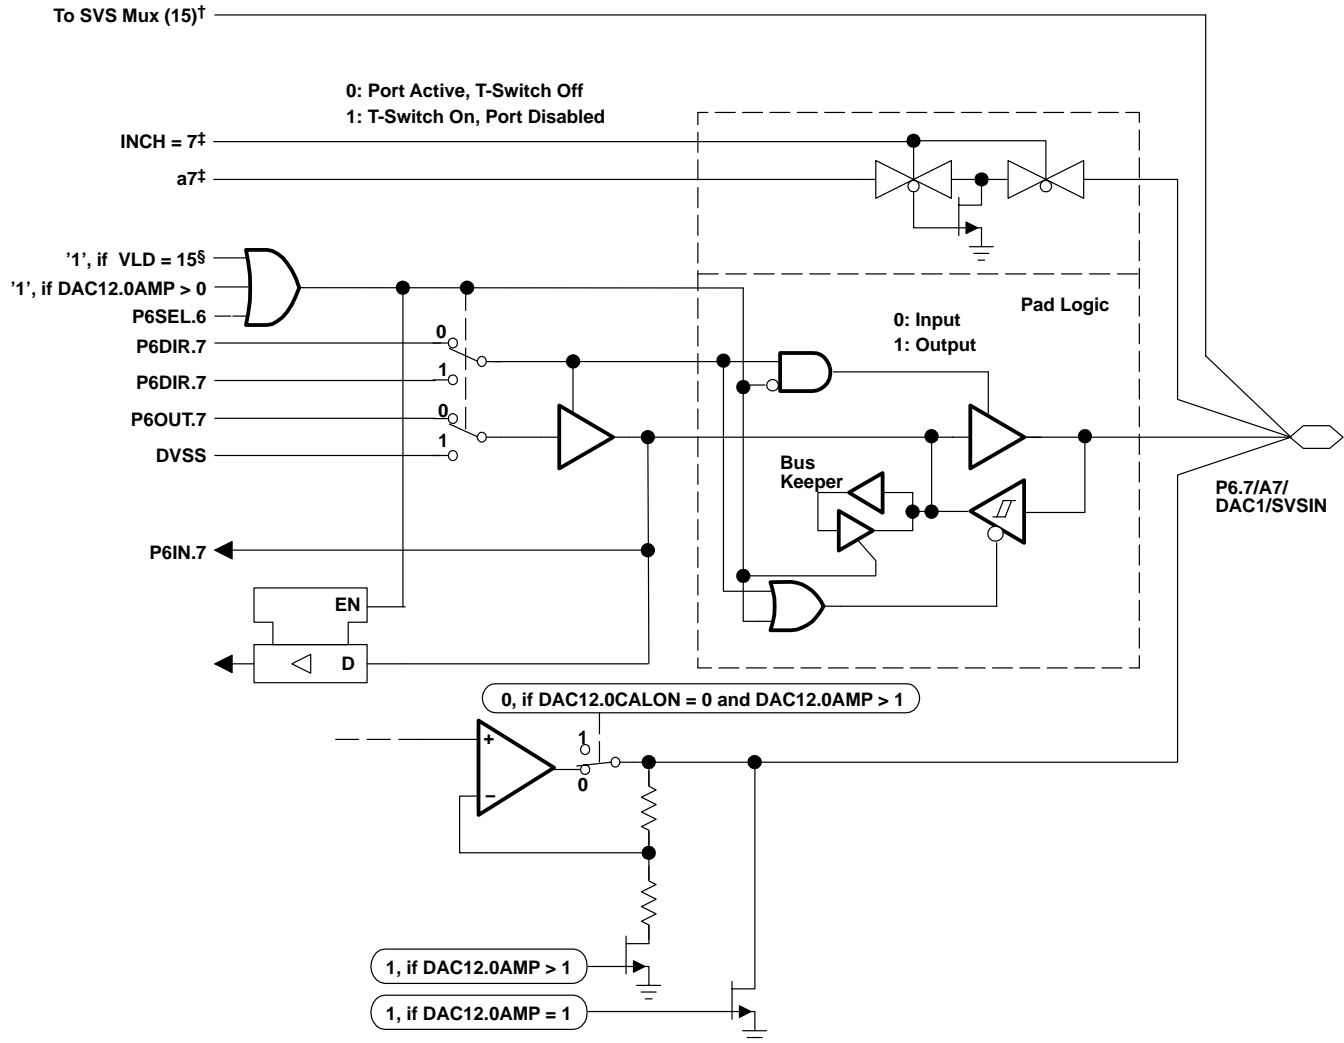 To SVS Mux (15)†
0: Port Active, T-Switch Off
1: T-Switch On, Port Disabled
INCH = 7‡
a7‡
’1’, if VLD = 15§
’1’, if DAC12.0AMP > 0
P6SEL.6
P6DIR.7
0
P6DIR.7
1
P6OUT.7
0
DVSS
1
Pad Logic
0: Input
1: Output
Bus
Keeper
P6.7/A7/
DAC1/SVSIN
P6IN.7
EN
D
0, if DAC12.0CALON = 0 and DAC12.0AMP > 1
+
−
1
0
1, if DAC12.0AMP > 1
1, if DAC12.0AMP = 1